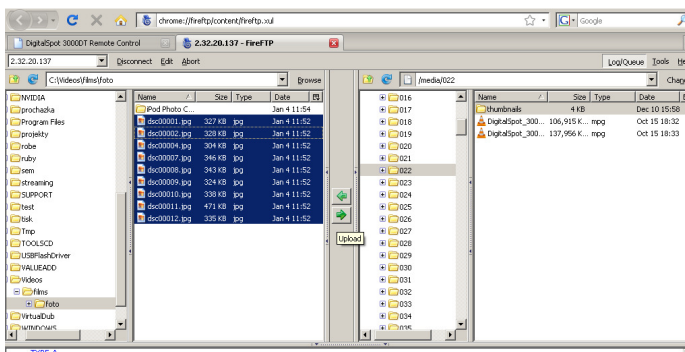 chrome://fireftp/content/fireftp.xul
G Google
DigitalSpot 3000DT Remote Control
2.32.20.137 - FireFTP
2.32.20.137
Disconnect Edit Abort
Log/Queue Tools
C:\Videos\films\foto
Browse
/media/022
NVIDIA
prochazka
Program Files
projekty
robe
ruby
sem
streaming
SUPPORT
test
tisk
Tmp
TOOLSCD
USBFlashDriver
VALUEADD
Videos
films
foto
VirtualDub
WINDOWS
Name Size Type Date
iPod Photo C...
dsc00001.jpg 327 KB jpg Jan 4 11:54
dsc00002.jpg 328 KB jpg Jan 4 11:52
dsc00004.jpg 304 KB jpg Jan 4 11:52
dsc00007.jpg 346 KB jpg Jan 4 11:52
dsc00008.jpg 343 KB jpg Jan 4 11:52
dsc00009.jpg 324 KB jpg Jan 4 11:52
dsc00010.jpg 338 KB jpg Jan 4 11:52
dsc00011.jpg 471 KB jpg Jan 4 11:52
dsc00012.jpg 335 KB jpg Jan 4 11:52
Upload
016
017
018
019
020
021
022
023
024
025
026
027
028
029
030
031
032
033
034
035
Name Size Type Date
thumbnails 4 KB Dec 10 15:58
DigitalSpot_300... 106,915 K... mpg Oct 15 18:32
DigitalSpot_300... 137,956 K... mpg Oct 15 18:33